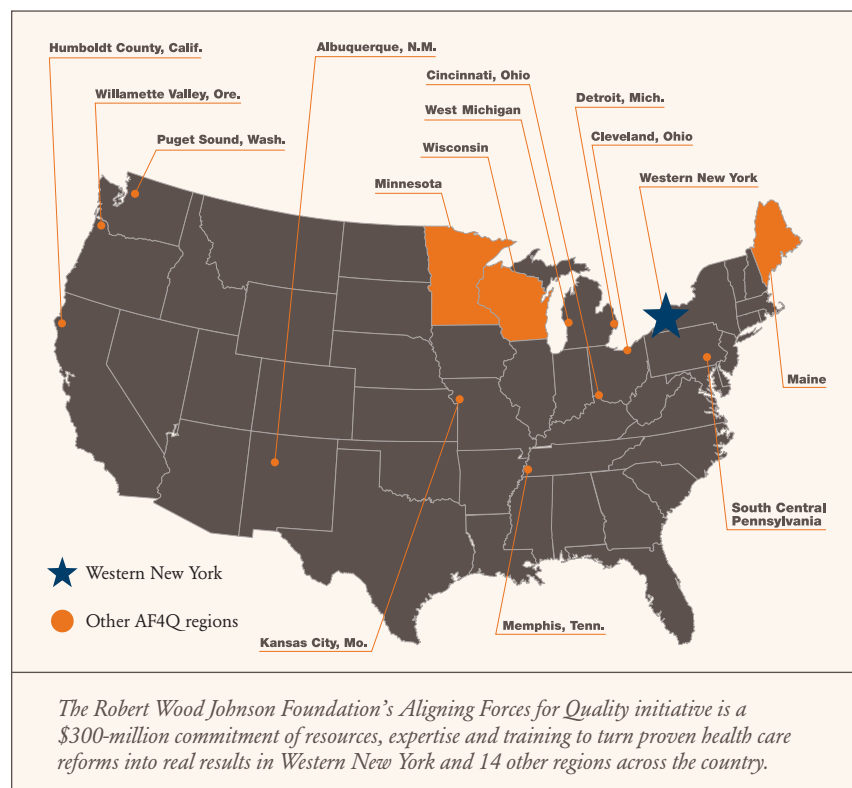 Humboldt County, Calif.
Albuquerque, N.M.
Cincinnati, Ohio
Willamette Valley, Ore.
Detroit, Mich.
West Michigan
Puget Sound, Wash.
Cleveland, Ohio
Wisconsin
Minnesota
Western New York
Maine
South Central
Pennsylvania
Western New York
Other AF4Q regions
Memphis, Tenn.
Kansas City, Mo.
The Robert Wood Johnson Foundation’s Aligning Forces for Quality initiative is a
$300-million commitment of resources, expertise and training to turn proven health care
reforms into real results in Western New York and 14 other regions across the country.